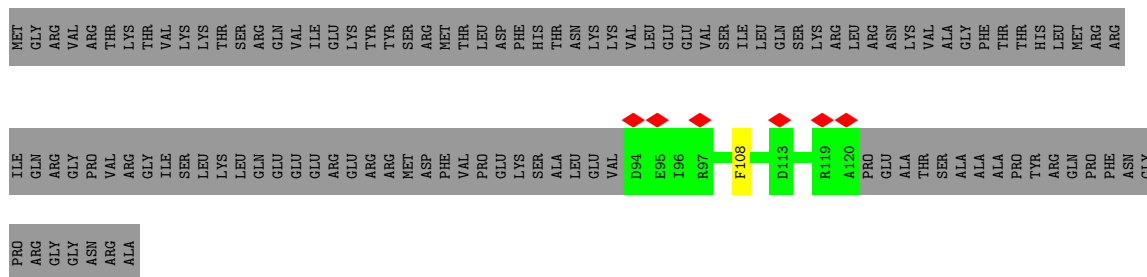 MET GLY ARG VAL ARG THR LYS THR VAL LYS LYS THR SER ARG GLN VAL ILE GLU LYS TYR TYR SER ARG MET THR LEU ASP PHE HIS THR ASN LYS LYS VAL LEU GLU GLU VAL SER ILE LEU GLN SER LYS ARG LEU ARG ASN LYS VAL ALA GLY PHE THR THR HIS LEU MET ARG ARG
ILE GLN ARG GLY PRO VAL ARG GLY ILE SER LEU LYS LEU GLN GLU GLU GLU ARG GLU ARG ARG MET ASP PHE VAL PRO GLU LYS SER ALA LEU GLU VAL D94 E95 I96 R97 F108 D113 R119 A120 PRO GLU ALA THR SER ALA ALA ALA PRO TYR ARG GLN PRO PHE ASN GLY
PRO ARG GLY GLY ASN ARG ALA